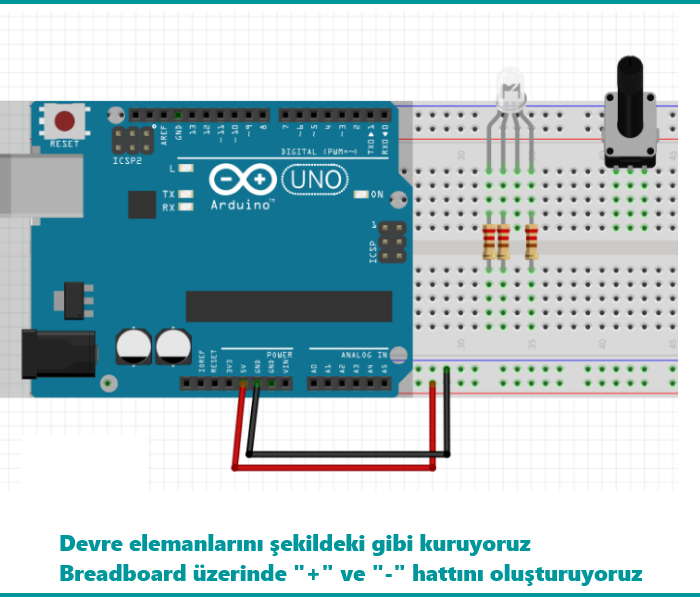 RESET
ICSP2
AREF
GND
13
12
~11
~10
~9
8
7
~6
~5
4
~3
2
TXD▶1
RXD◀0
DIGITAL (PWM=~)
L
TX
RX
UNO
Arduino™
ON
1
ICSP
30
35
40
45
IOREF
RESET
3V3
5V
GND
GND
VIN
POWER
A0
A1
A2
A3
A4
A5
ANALOG IN
30
35
40
45
Devre elemanlarını şekildeki gibi kuruyoruz
Breadboard üzerinde "+" ve "-" hattını oluşturuyoruz